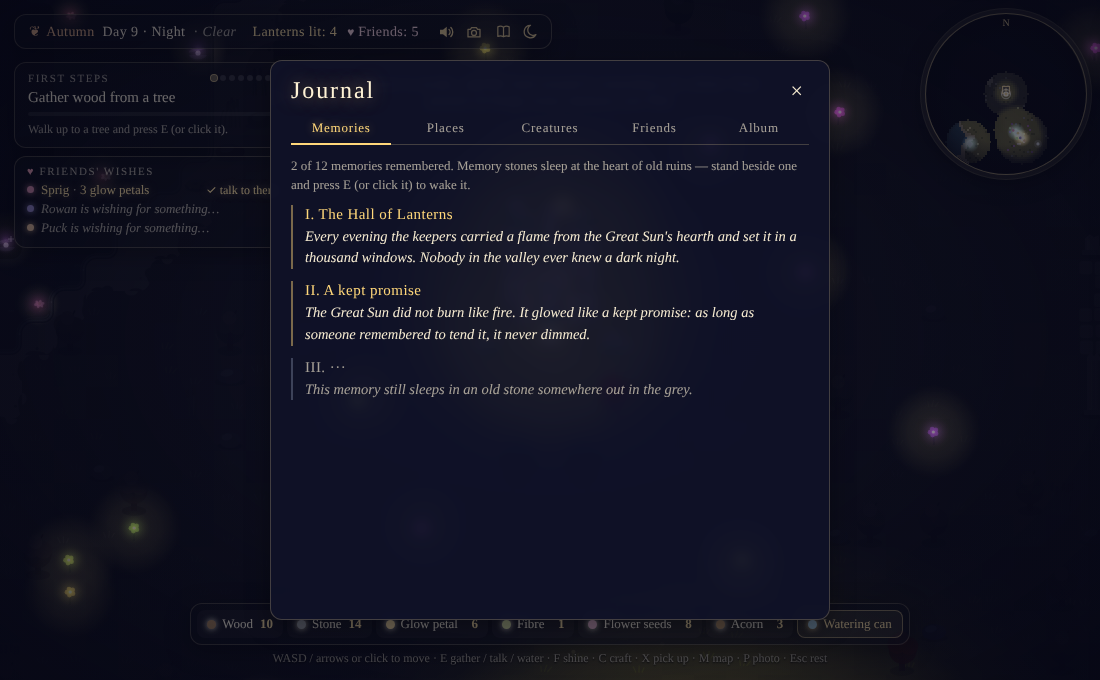 Autumn Day 9 · Night · Clear Lanterns lit: 4 ♥ Friends: 5
N
FIRST STEPS
Gather wood from a tree
Walk up to a tree and press E (or click it).
♥ FRIENDS' WISHES
Sprig · 3 glow petals ✓ talk to
Rowan is wishing for something…
Puck is wishing for something…
Journal ×
Memories Places Creatures Friends Album
2 of 12 memories remembered. Memory stones sleep at the heart of old ruins — stand beside one
and press E (or click it) to wake it.
I. The Hall of Lanterns
Every evening the keepers carried a flame from the Great Sun's hearth and set it in a
thousand windows. Nobody in the valley ever knew a dark night.
II. A kept promise
The Great Sun did not burn like fire. It glowed like a kept promise: as long as
someone remembered to tend it, it never dimmed.
III. ···
This memory still sleeps in an old stone somewhere out in the grey.
Wood 10 Stone 14 Glow petal 6 Fibre 1 Flower seeds 8 Acorn 3 Watering can
WASD / arrows or click to move · E gather / talk / water · F shine · C craft · X pick up · M map · P photo · Esc rest